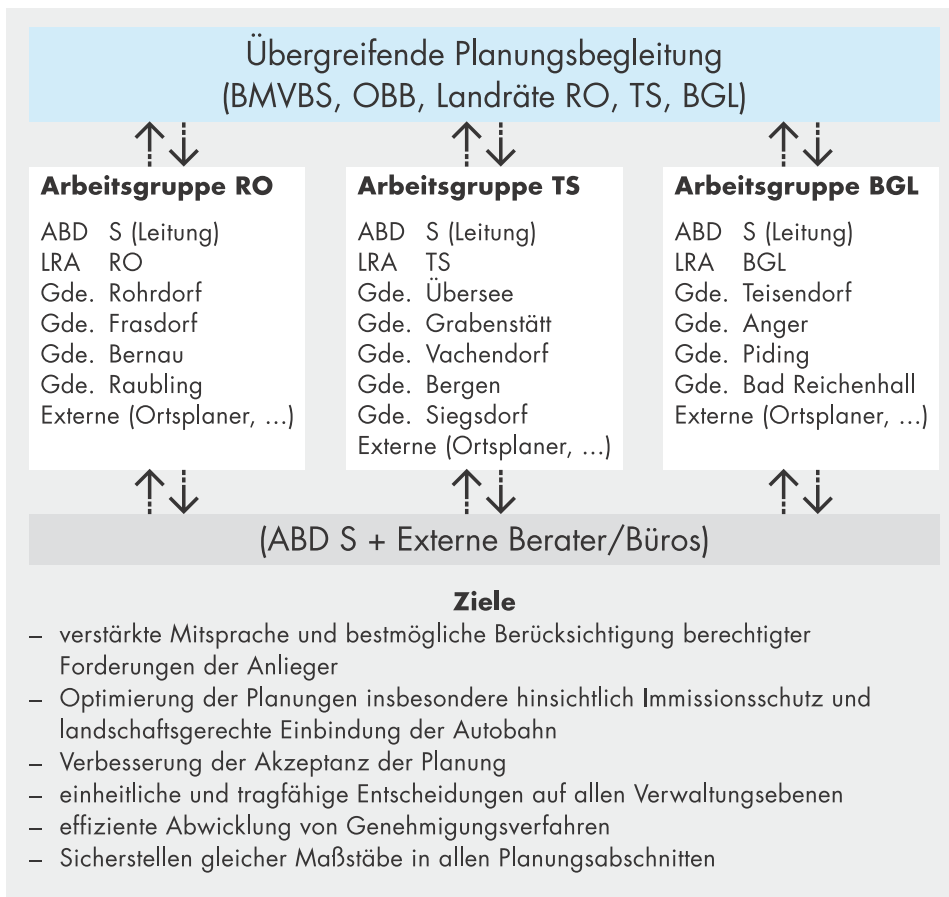 Übergreifende Planungsbegleitung
(BMVBS, OBB, Landräte RO, TS, BGL)
Arbeitsgruppe RO
ABD S (Leitung)
LRA RO
Gde. Rohrdorf
Gde. Frasdorf
Gde. Bernau
Gde. Raubling
Externe (Ortsplaner, …)
Arbeitsgruppe TS
ABD S (Leitung)
LRA TS
Gde. Übersee
Gde. Grabenstätt
Gde. Vachendorf
Gde. Bergen
Gde. Siegsdorf
Externe (Ortsplaner, …)
Arbeitsgruppe BGL
ABD S (Leitung)
LRA BGL
Gde. Teisendorf
Gde. Anger
Gde. Piding
Gde. Bad Reichenhall
Externe (Ortsplaner, …)
(ABD S + Externe Berater/Büros)
Ziele
– verstärkte Mitsprache und bestmögliche Berücksichtigung berechtigter
Forderungen der Anlieger
– Optimierung der Planungen insbesondere hinsichtlich Immissionsschutz und
landschaftsgerechte Einbindung der Autobahn
– Verbesserung der Akzeptanz der Planung
– einheitliche und tragfähige Entscheidungen auf allen Verwaltungsebenen
– effiziente Abwicklung von Genehmigungsverfahren
– Sicherstellen gleicher Maßstäbe in allen Planungsabschnitten